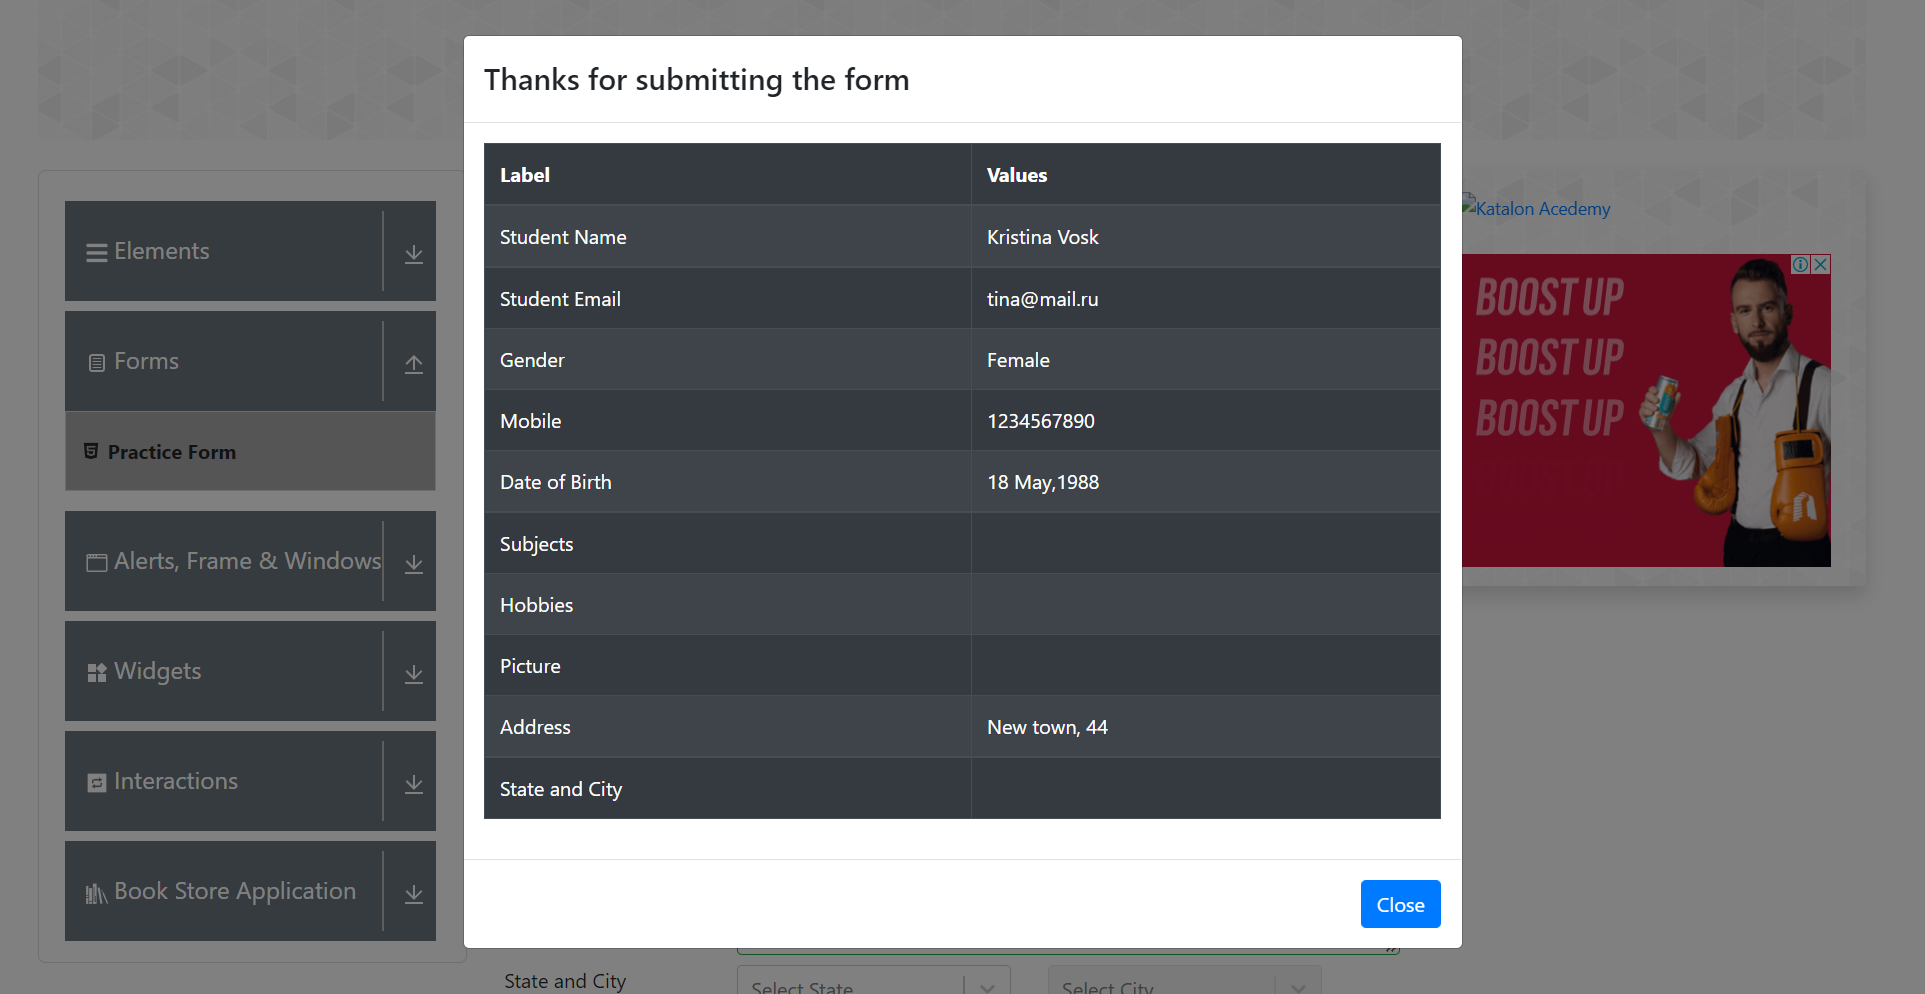 Thanks for submitting the form
Label Values
Student Name Kristina Vosk
Student Email tina@mail.ru
Gender Female
Mobile 1234567890
Date of Birth 18 May,1988
Subjects
Hobbies
Picture
Address New town, 44
State and City
Close
Elements
Forms
Practice Form
Alerts, Frame & Windows
Widgets
Interactions
Book Store Application
Katalon Acedemy
BOOST UP
BOOST UP
BOOST UP
BOOST UP
State and City
Select State
Select City